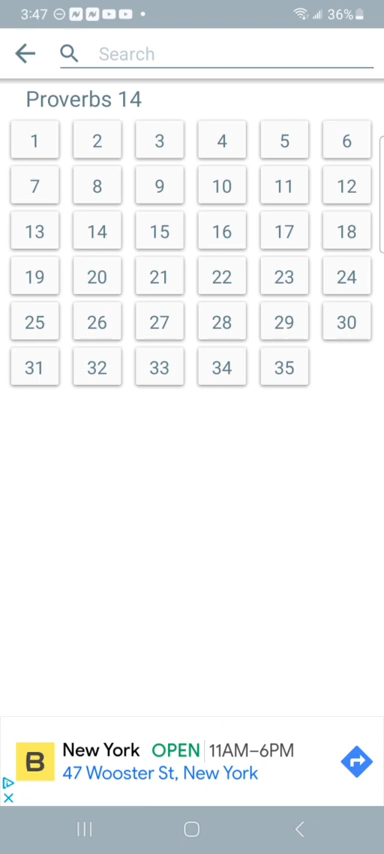 3:47 36%
Search
Proverbs 14
1 2 3 4 5 6
7 8 9 10 11 12
13 14 15 16 17 18
19 20 21 22 23 24
25 26 27 28 29 30
31 32 33 34 35
B New York OPEN 11AM–6PM
47 Wooster St, New York